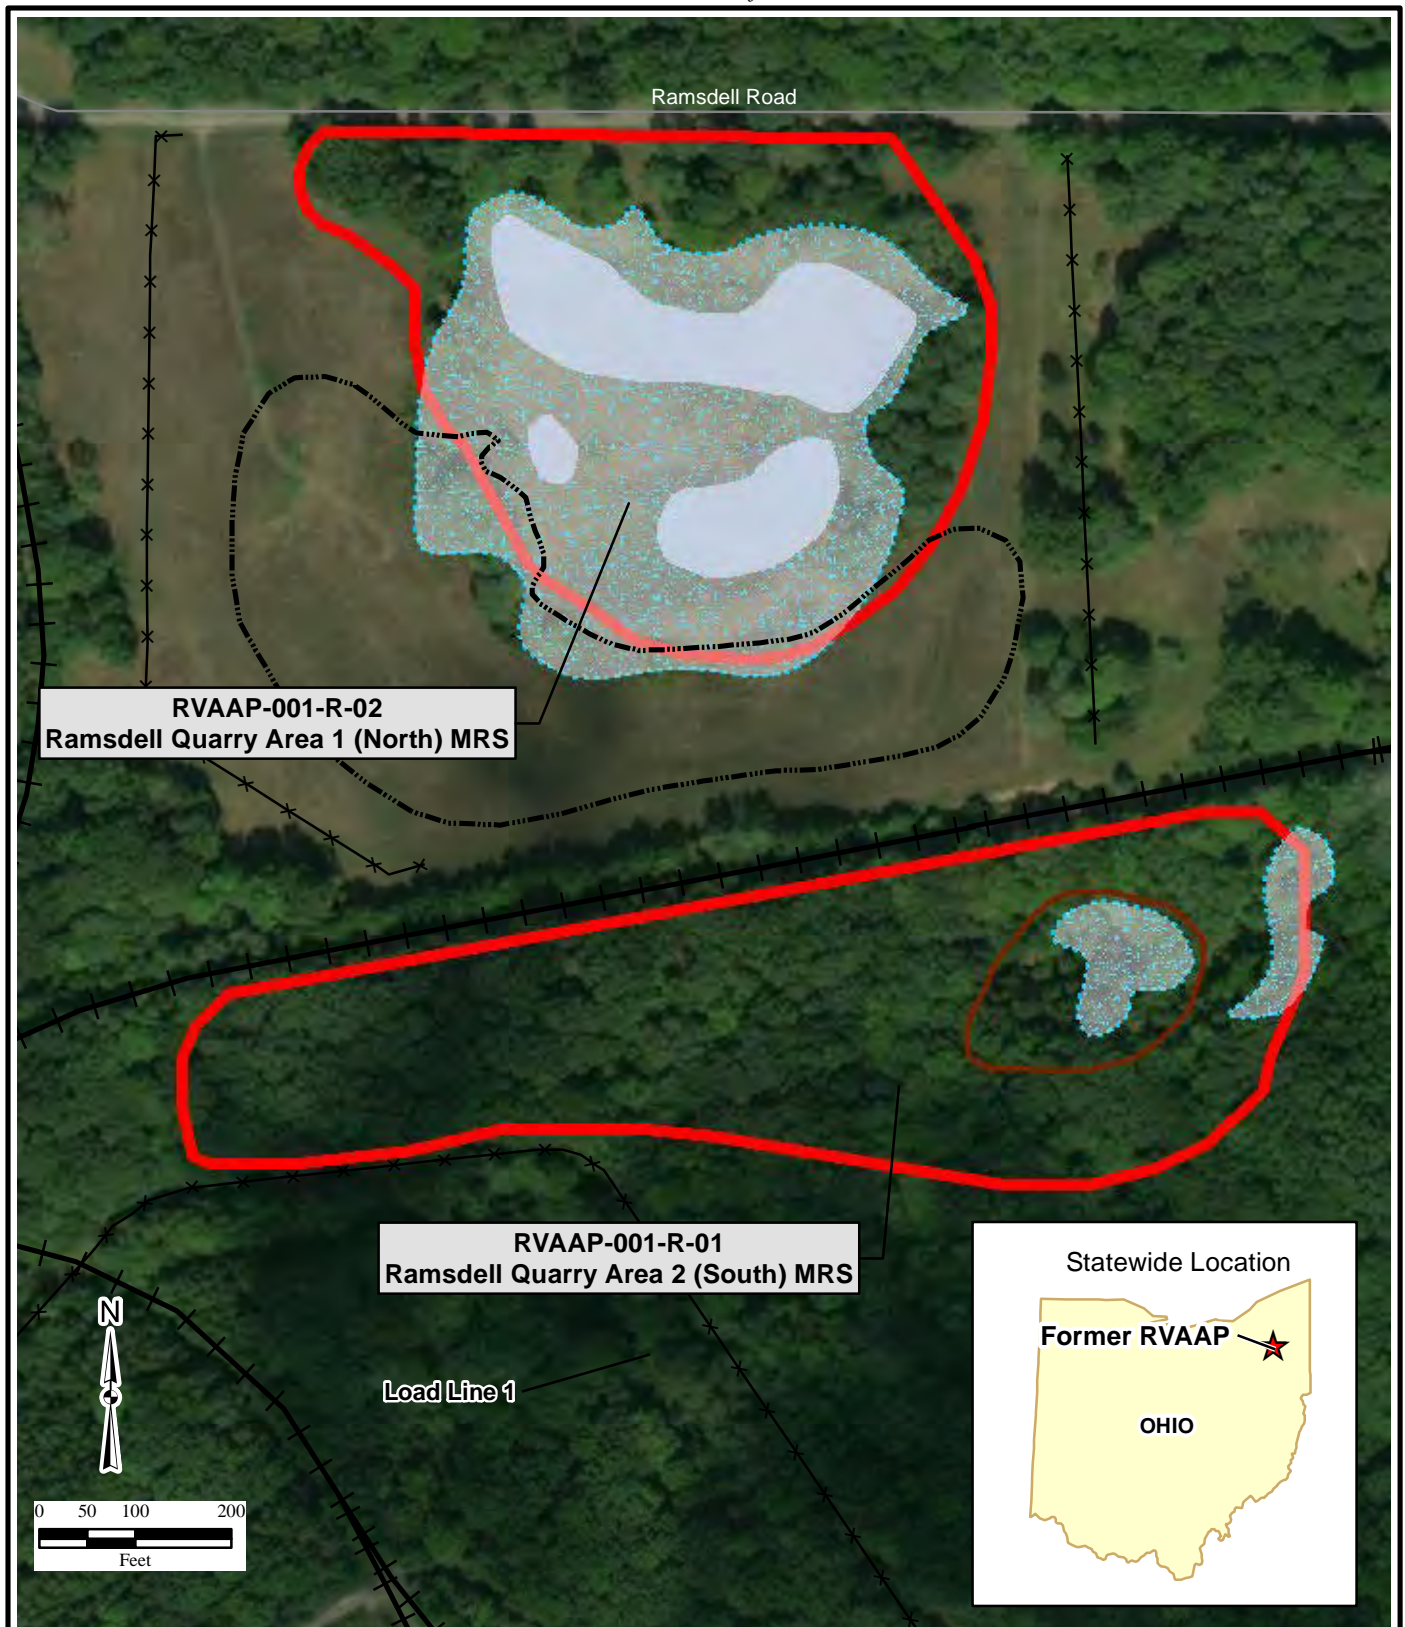 Ramsdell Road
RVAAP-001-R-02
Ramsdell Quarry Area 1 (North) MRS
RVAAP-001-R-01
Ramsdell Quarry Area 2 (South) MRS
Load Line 1
N
0 50 100 200
Feet
Statewide Location
Former RVAAP
OHIO